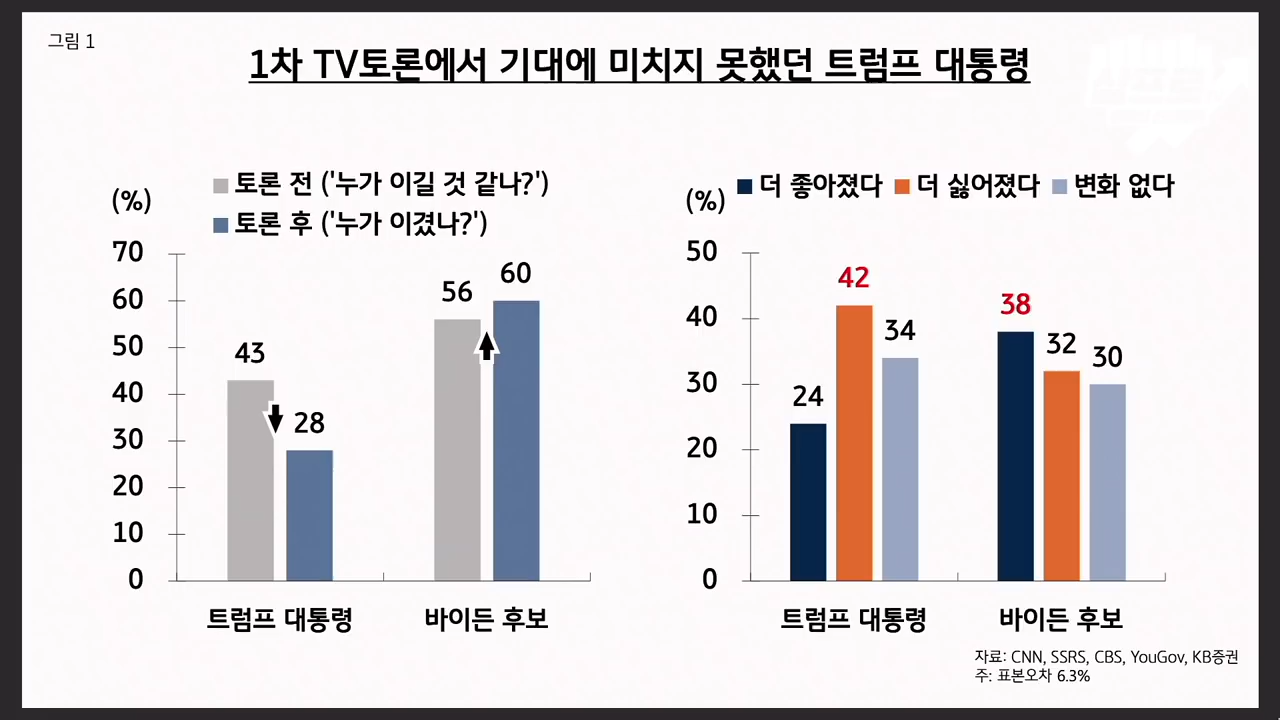 그림 1
1차 TV토론에서 기대에 미치지 못했던 트럼프 대통령
(%)
토론 전 ('누가 이길 것 같나?')
토론 후 ('누가 이겼나?')
70
60
50
40
30
20
10
0
43
28
56
60
트럼프 대통령
바이든 후보
(%)
더 좋아졌다 더 싫어졌다 변화 없다
50
40
30
20
10
0
24
42
34
38
32
30
트럼프 대통령
바이든 후보
자료: CNN, SSRS, CBS, YouGov, KB증권
주: 표본오차 6.3%